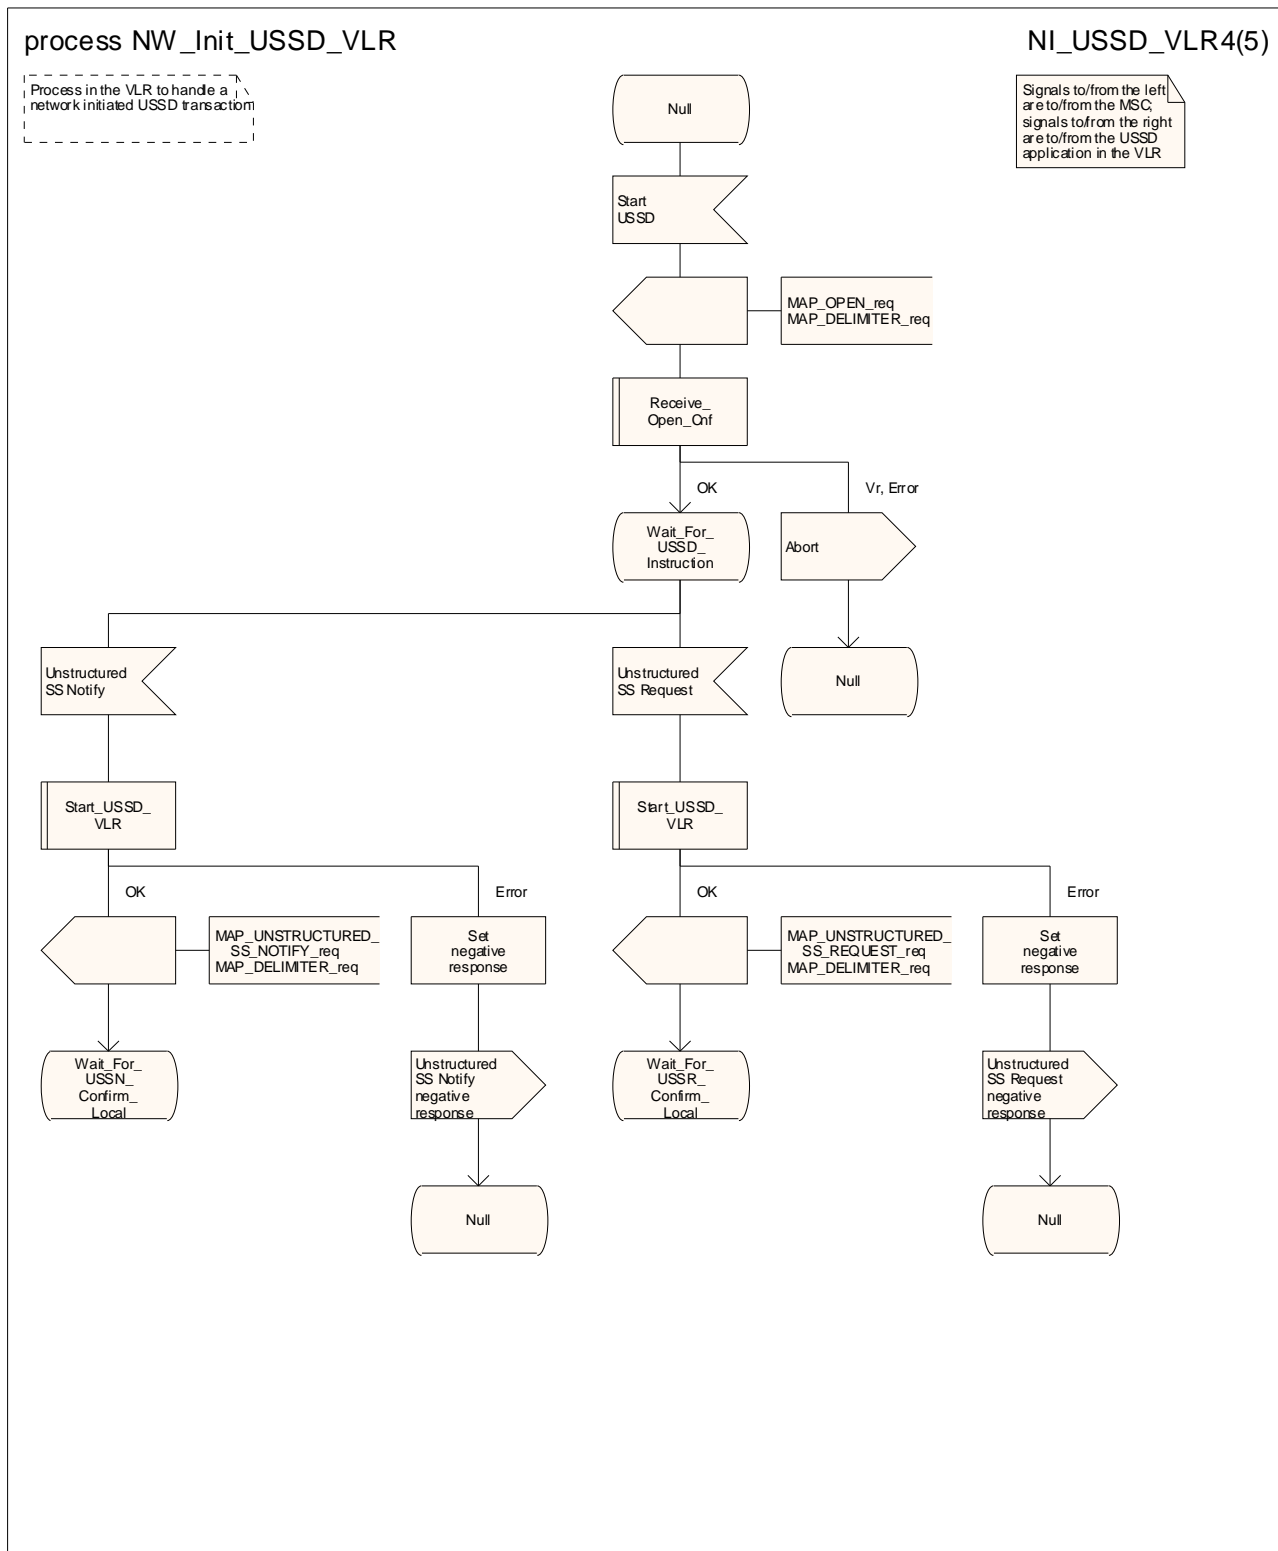 process NW_Init_USSD_VLR
NI_USSD_VLR4(5)
Process in the VLR to handle a
network initiated USSD transaction
Null
Signals to/from the left
are to/from the MSC;
signals to/from the right
are to/from the USSD
application in the VLR
Start
USSD
MAP_OPEN_req
MAP_DELIMITER_req
Receive_
Open_Cnf
OK
Vr, Error
Wait_For_
USSD_
Instruction
Abort
Unstructured
SS Notify
Unstructured
SS Request
Null
Start_USSD_
VLR
Start_USSD_
VLR
OK
Error
OK
Error
MAP_UNSTRUCTURED_
SS_NOTIFY_req
MAP_DELIMITER_req
Set
negative
response
MAP_UNSTRUCTURED_
SS_REQUEST_req
MAP_DELIMITER_req
Set
negative
response
Wait_For_
USSN_
Confirm_
Local
Unstructured
SS Notify
negative
response
Wait_For_
USSR_
Confirm_
Local
Unstructured
SS Request
negative
response
Null
Null